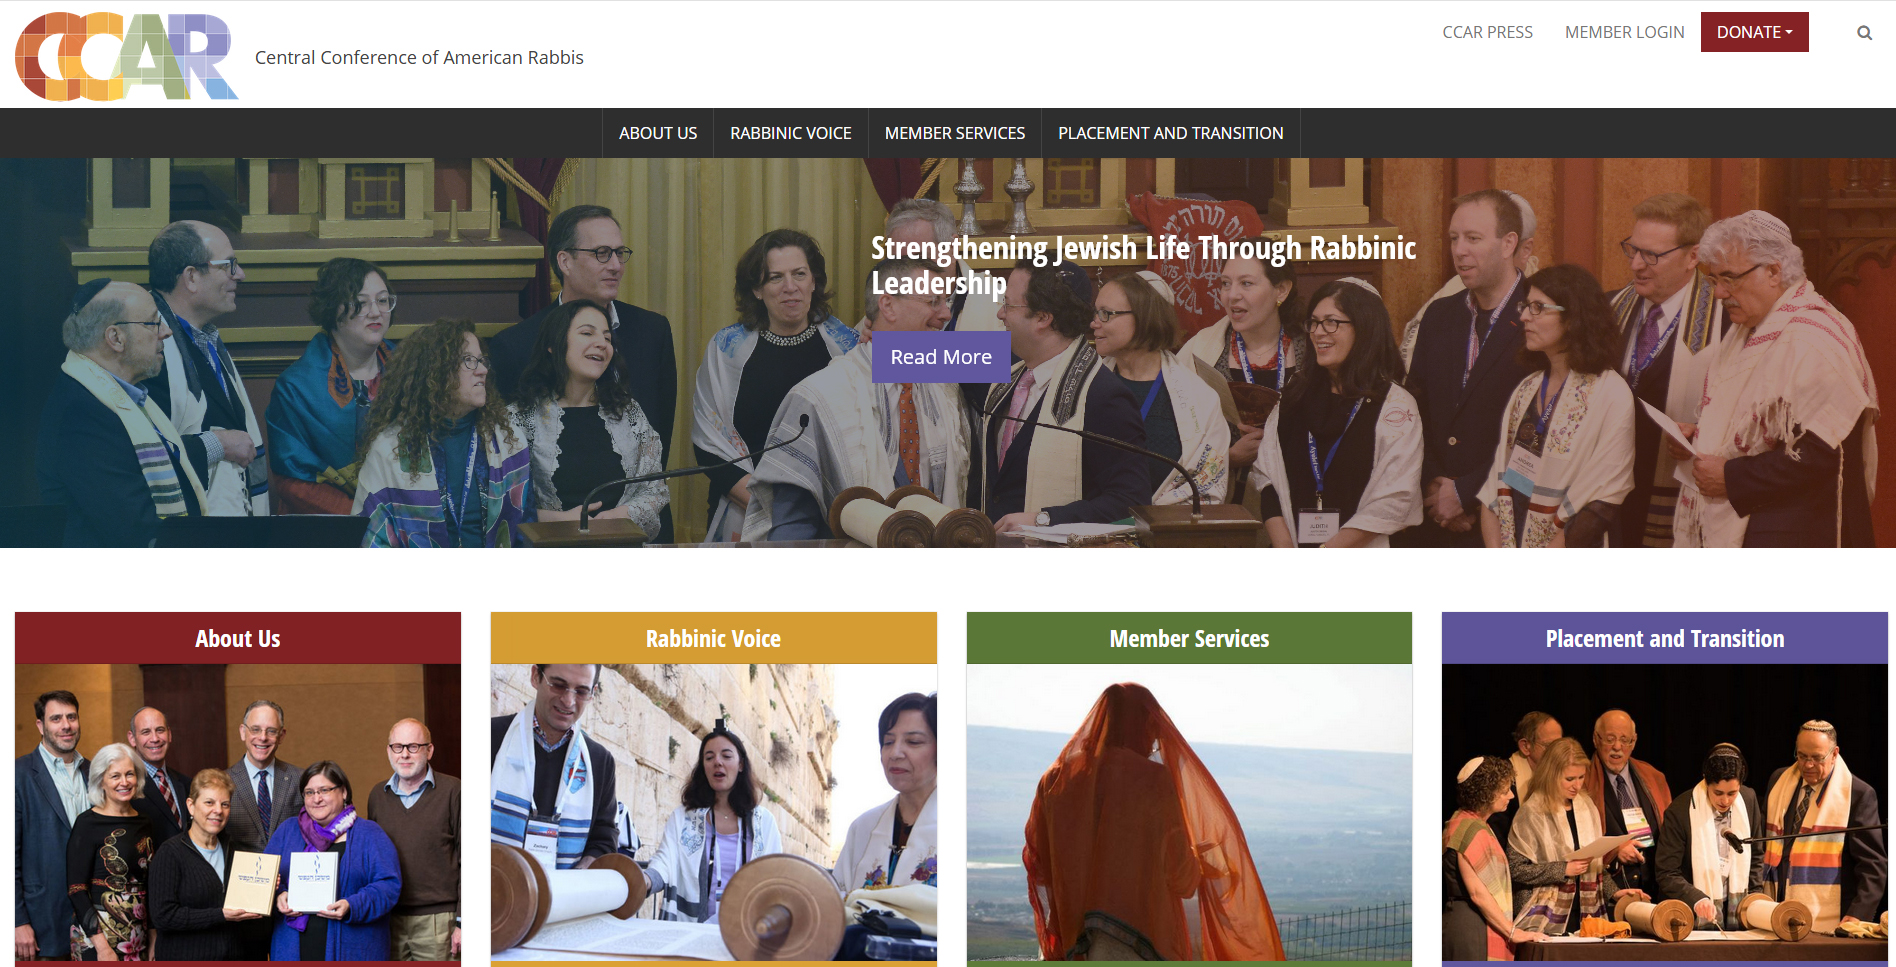 CCAR
Central Conference of American Rabbis
CCAR PRESS
MEMBER LOGIN
DONATE
ABOUT US
RABBINIC VOICE
MEMBER SERVICES
PLACEMENT AND TRANSITION
Strengthening Jewish Life Through Rabbinic
Leadership
Read More
About Us
Rabbinic Voice
Member Services
Placement and Transition